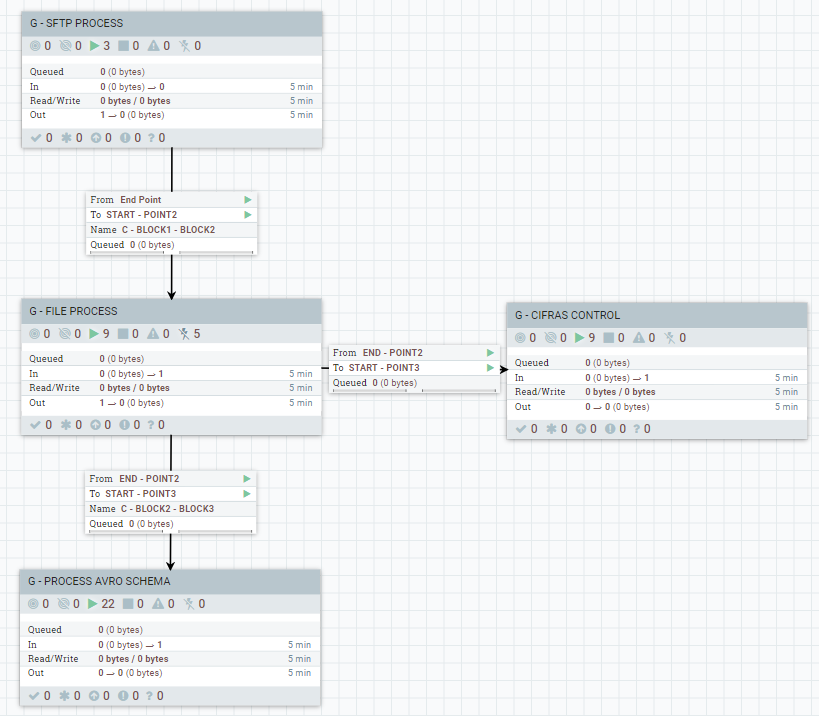 G - SFTP PROCESS
0 0 3 0 0 0
Queued 0 (0 bytes)
In 0 (0 bytes) → 0 5 min
Read/Write 0 bytes / 0 bytes 5 min
Out 1 → 0 (0 bytes) 5 min
0 0 0 0 ? 0
From End Point
To START - POINT2
Name C - BLOCK1 - BLOCK2
Queued 0 (0 bytes)
G - FILE PROCESS
0 0 9 0 0 5
Queued 0 (0 bytes)
In 0 (0 bytes) → 1 5 min
Read/Write 0 bytes / 0 bytes 5 min
Out 1 → 0 (0 bytes) 5 min
0 0 0 0 ? 0
From END - POINT2
To START - POINT3
Queued 0 (0 bytes)
G - CIFRAS CONTROL
0 0 9 0 0 0
Queued 0 (0 bytes)
In 0 (0 bytes) → 1 5 min
Read/Write 0 bytes / 0 bytes 5 min
Out 0 → 0 (0 bytes) 5 min
0 0 0 0 ? 0
From END - POINT2
To START - POINT3
Name C - BLOCK2 - BLOCK3
Queued 0 (0 bytes)
G - PROCESS AVRO SCHEMA
0 0 22 0 0 0
Queued 0 (0 bytes)
In 0 (0 bytes) → 1 5 min
Read/Write 0 bytes / 0 bytes 5 min
Out 0 → 0 (0 bytes) 5 min
0 0 0 0 ? 0